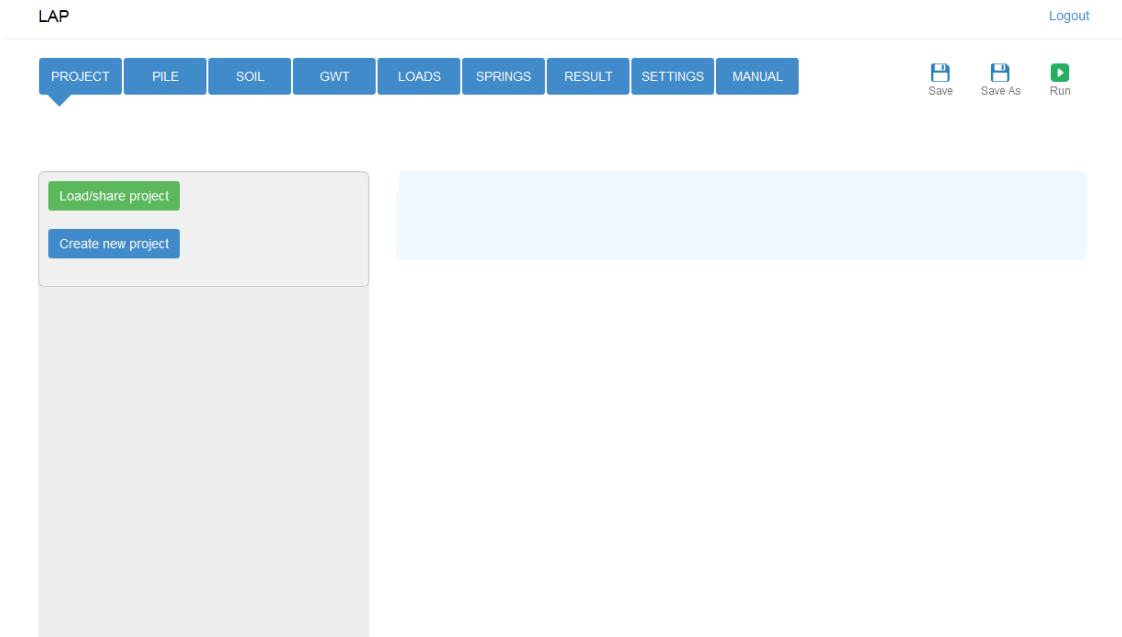 LAP
Logout
PROJECT PILE SOIL GWT LOADS SPRINGS RESULT SETTINGS MANUAL
Save Save As Run
Load/share project
Create new project